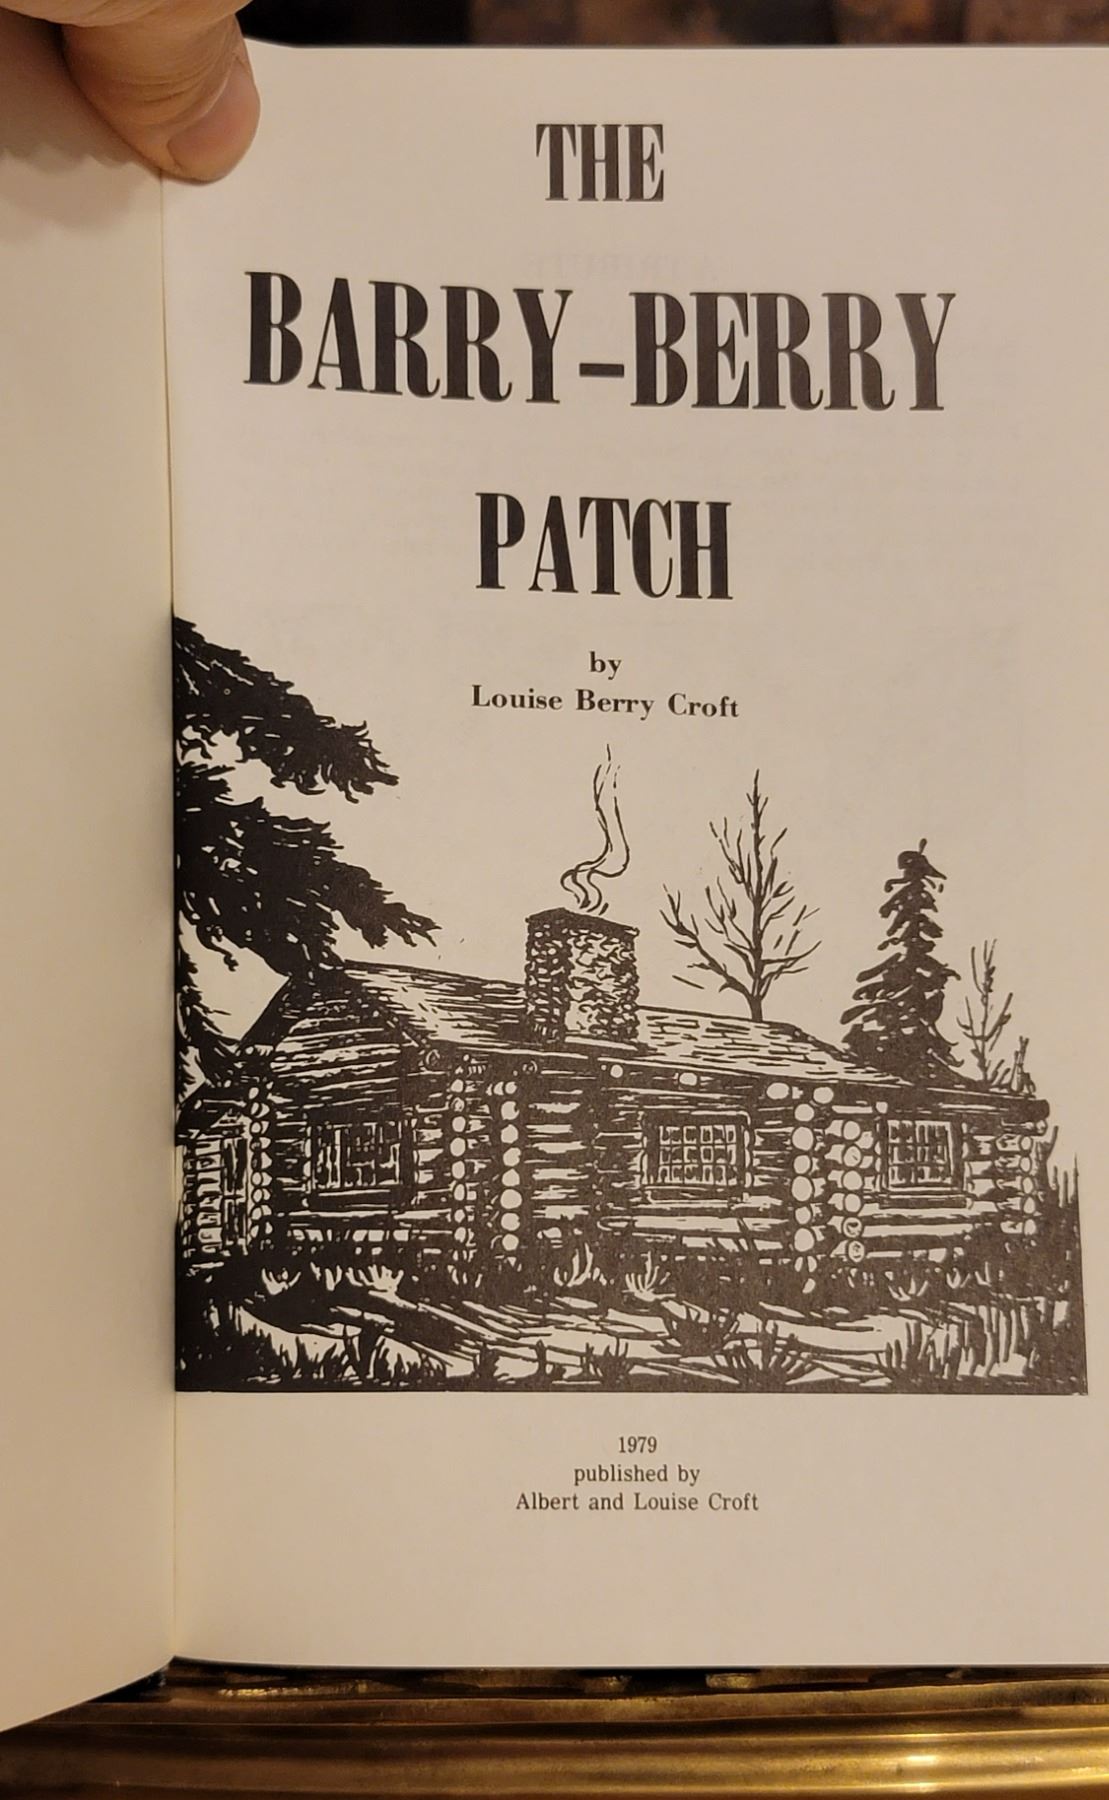 THE
BARRY-BERRY
PATCH
by
Louise Berry Croft
1979
published by
Albert and Louise Croft